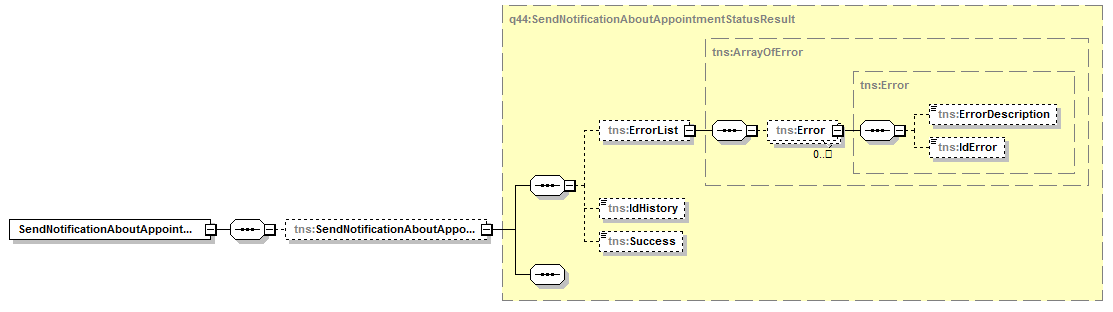 q44:SendNotificationAboutAppointmentStatusResult
tns:ArrayOfError
tns:Error
tns:ErrorDescription
tns:ErrorList
tns:Error
0..□
tns:IdError
tns:IdHistory
SendNotificationAboutAppoint...
tns:SendNotificationAboutAppo...
tns:Success